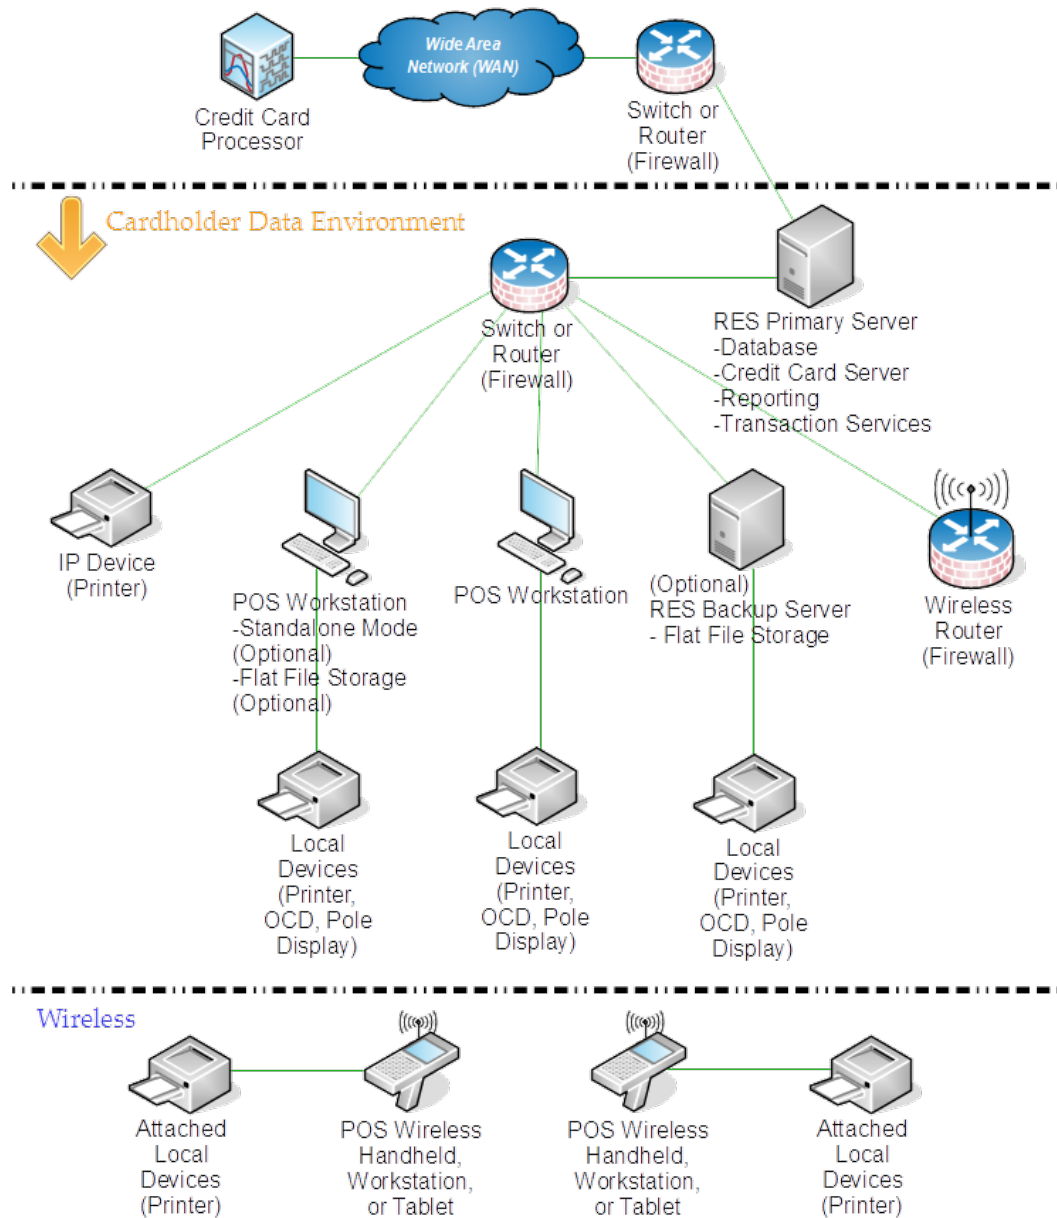 Wide Area
Network (WAN)
Credit Card
Processor
Switch or
Router
(Firewall)
Cardholder Data Environment
Switch or
Router
(Firewall)
RES Primary Server
-Database
-Credit Card Server
-Reporting
-Transaction Services
IP Device
(Printer)
POS Workstation
-Standalone Mode
(Optional)
-Flat File Storage
(Optional)
POS Workstation
(Optional)
RES Backup Server
- Flat File Storage
Wireless
Router
(Firewall)
Local
Devices
(Printer,
OCD, Pole
Display)
Local
Devices
(Printer,
OCD, Pole
Display)
Local
Devices
(Printer,
OCD, Pole
Display)
Wireless
Attached
Local
Devices
(Printer)
POS Wireless
Handheld,
Workstation,
or Tablet
POS Wireless
Handheld,
Workstation,
or Tablet
Attached
Local
Devices
(Printer)